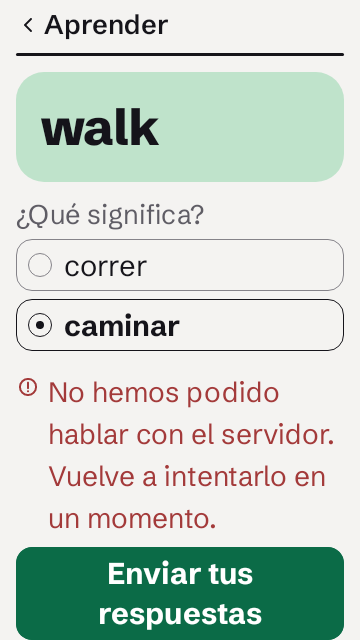 Aprender
walk
¿Qué significa?
correr
caminar
No hemos podido
hablar con el servidor.
Vuelve a intentarlo en
un momento.
Enviar tus
respuestas